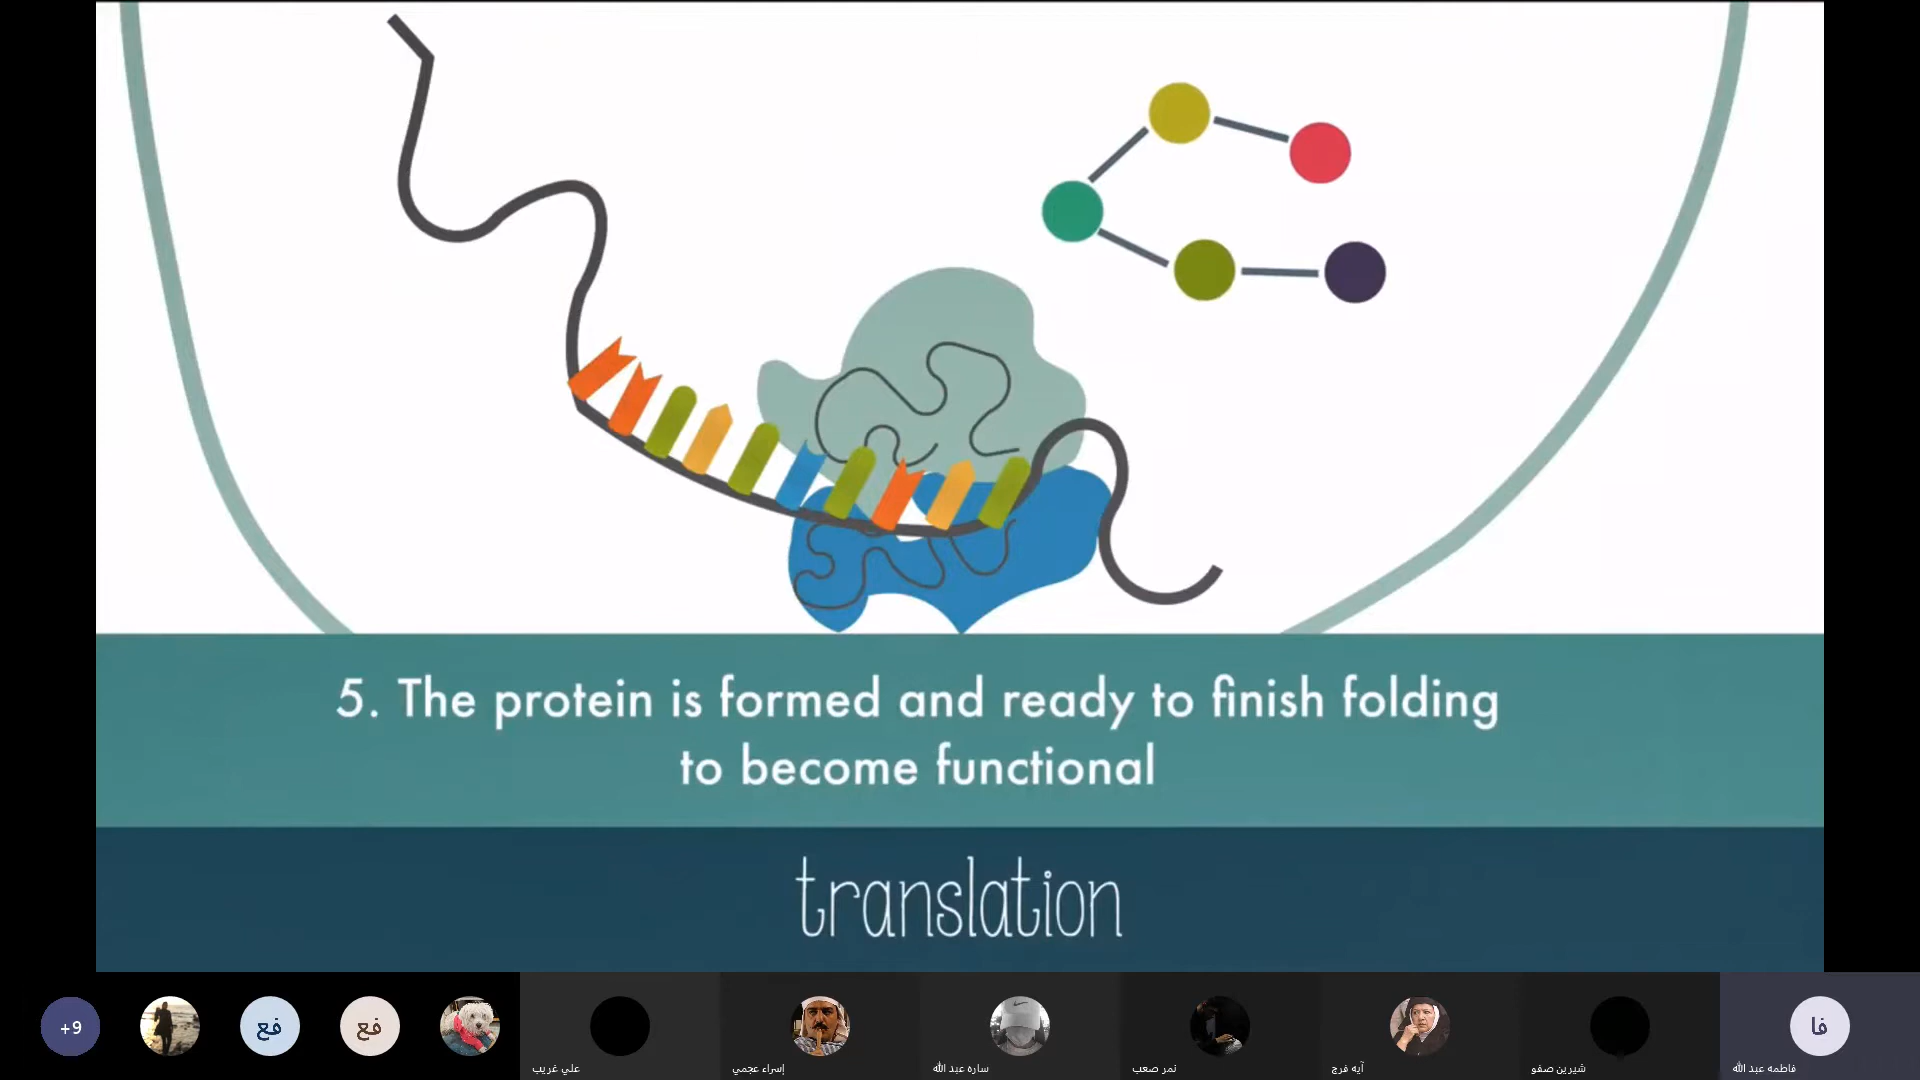 5. The protein is formed and ready to finish folding
to become functional
translation
+9
فع
فع
علي غريب
إسراء عجمي
ساره عبد الله
نمر صعب
آيه فرج
شيرين صفو
فا
فاطمه عبد الله